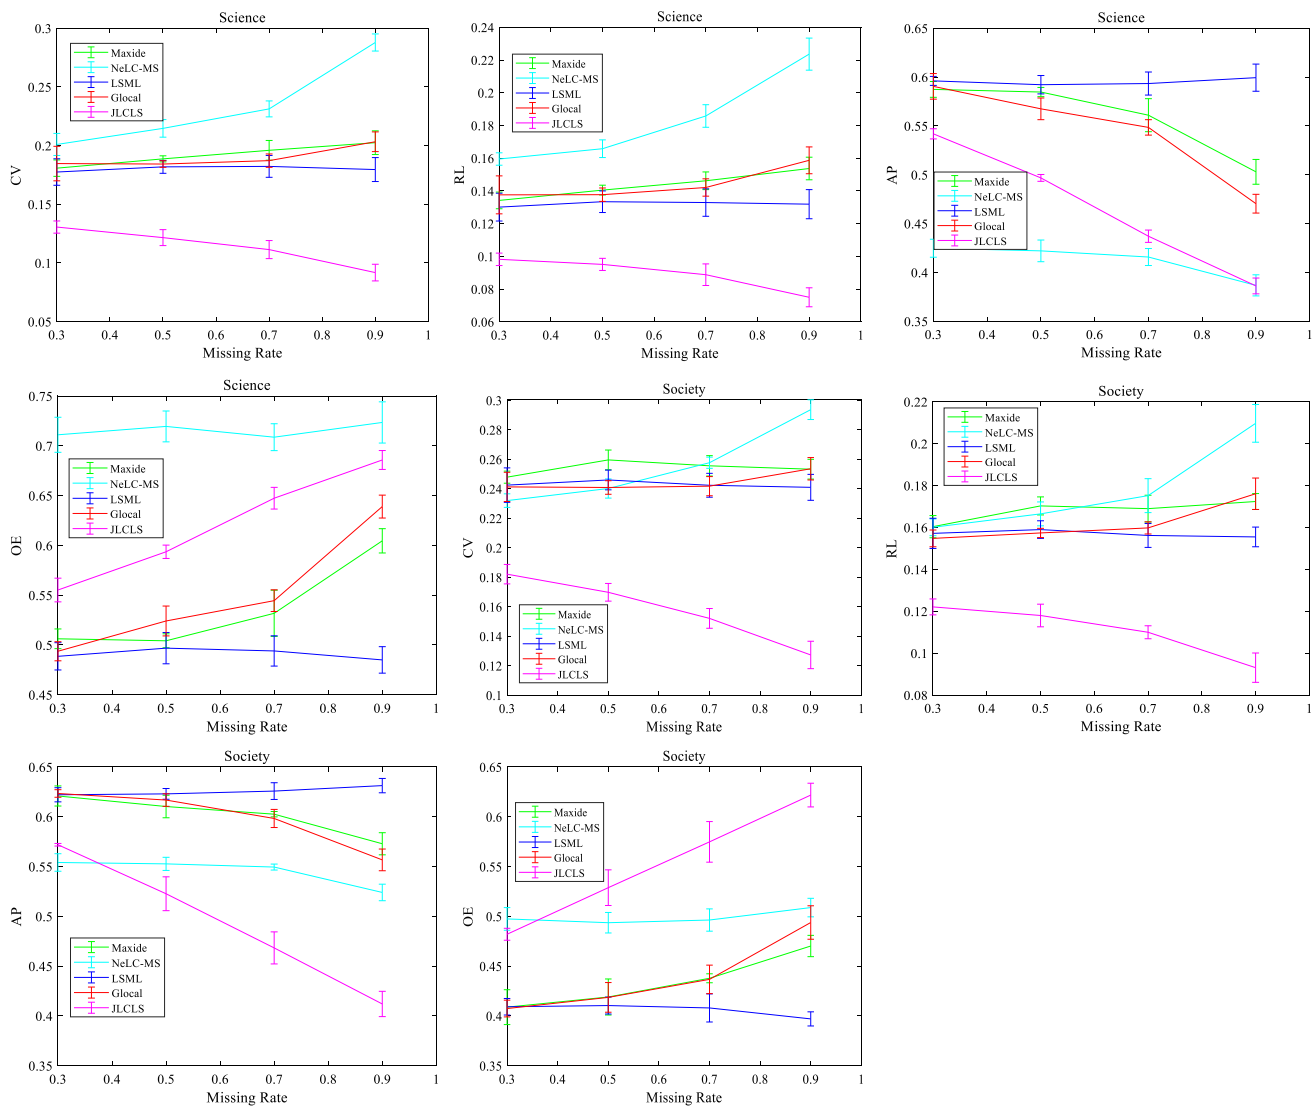 Science
0.3
0.25
0.2
0.15
0.1
0.05
CV
Maxide
NeLC-MS
LSML
Glocal
JLCLS
0.3 0.4 0.5 0.6 0.7 0.8 0.9 1
Missing Rate
Science
0.24
0.22
0.2
0.18
0.16
0.14
0.12
0.1
0.08
0.06
RL
Maxide
NeLC-MS
LSML
Glocal
JLCLS
0.3 0.4 0.5 0.6 0.7 0.8 0.9 1
Missing Rate
Science
0.65
0.6
0.55
0.5
0.45
0.4
0.35
AP
Maxide
NeLC-MS
LSML
Glocal
JLCLS
0.3 0.4 0.5 0.6 0.7 0.8 0.9 1
Missing Rate
Science
0.75
0.7
0.65
0.6
0.55
0.5
0.45
OE
Maxide
NeLC-MS
LSML
Glocal
JLCLS
0.3 0.4 0.5 0.6 0.7 0.8 0.9 1
Missing Rate
Society
0.3
0.28
0.26
0.24
0.22
0.2
0.18
0.16
0.14
0.12
0.1
CV
Maxide
NeLC-MS
LSML
Glocal
JLCLS
0.3 0.4 0.5 0.6 0.7 0.8 0.9 1
Missing Rate
Society
0.22
0.2
0.18
0.16
0.14
0.12
0.1
0.08
RL
Maxide
NeLC-MS
LSML
Glocal
JLCLS
0.3 0.4 0.5 0.6 0.7 0.8 0.9 1
Missing Rate
Society
0.65
0.6
0.55
0.5
0.45
0.4
0.35
AP
Maxide
NeLC-MS
LSML
Glocal
JLCLS
0.3 0.4 0.5 0.6 0.7 0.8 0.9 1
Missing Rate
Society
0.65
0.6
0.55
0.5
0.45
0.4
0.35
OE
Maxide
NeLC-MS
LSML
Glocal
JLCLS
0.3 0.4 0.5 0.6 0.7 0.8 0.9 1
Missing Rate